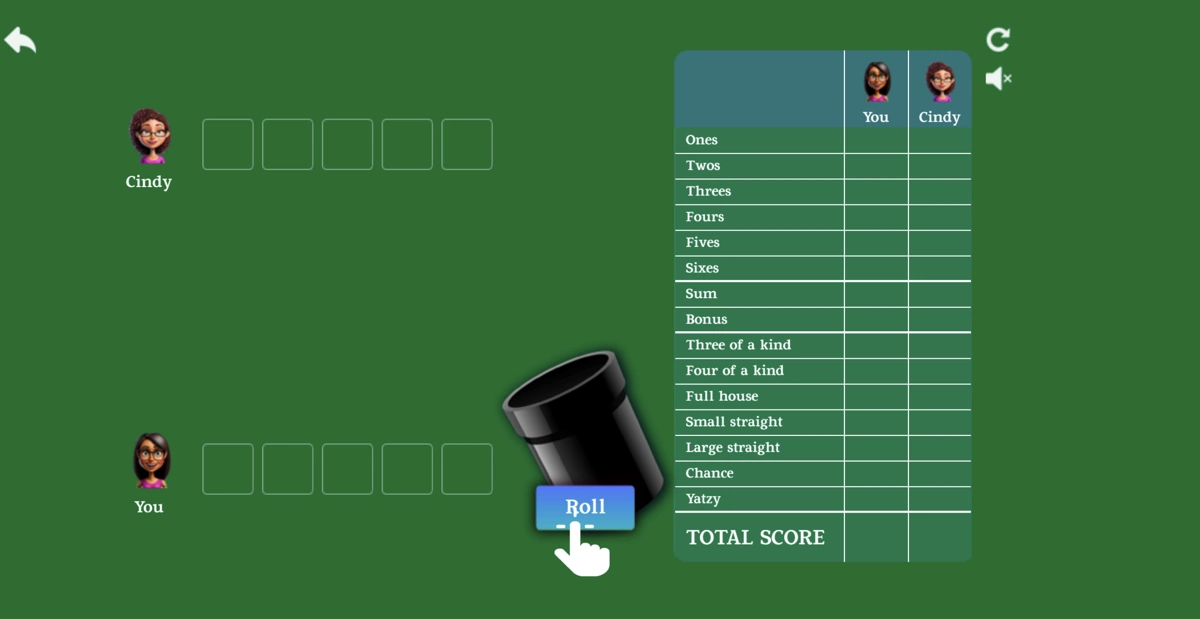 You
Cindy
Cindy
Ones
Twos
Threes
Fours
Fives
Sixes
Sum
Bonus
Three of a kind
Four of a kind
Full house
Small straight
Large straight
Chance
Yatzy
TOTAL SCORE
You
Roll